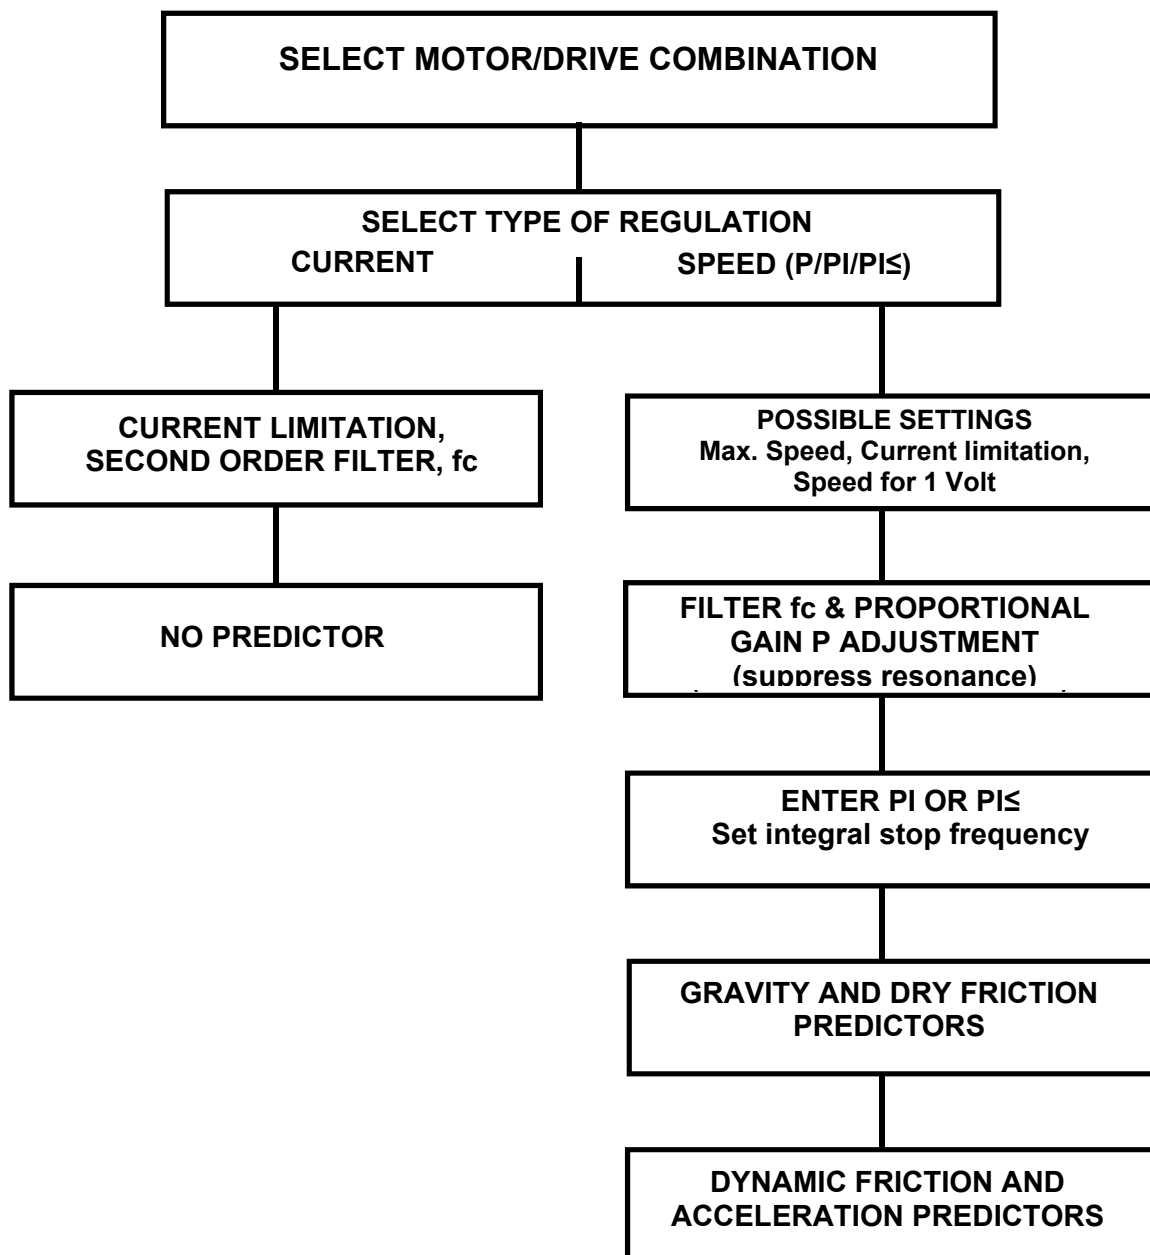 SELECT MOTOR/DRIVE COMBINATION
SELECT TYPE OF REGULATION
CURRENT
SPEED (P/PI/PI≤)
CURRENT LIMITATION,
SECOND ORDER FILTER, fc
POSSIBLE SETTINGS
Max. Speed, Current limitation,
Speed for 1 Volt
NO PREDICTOR
FILTER fc & PROPORTIONAL
GAIN P ADJUSTMENT
(suppress resonance)
ENTER PI OR PI≤
Set integral stop frequency
GRAVITY AND DRY FRICTION
PREDICTORS
DYNAMIC FRICTION AND
ACCELERATION PREDICTORS